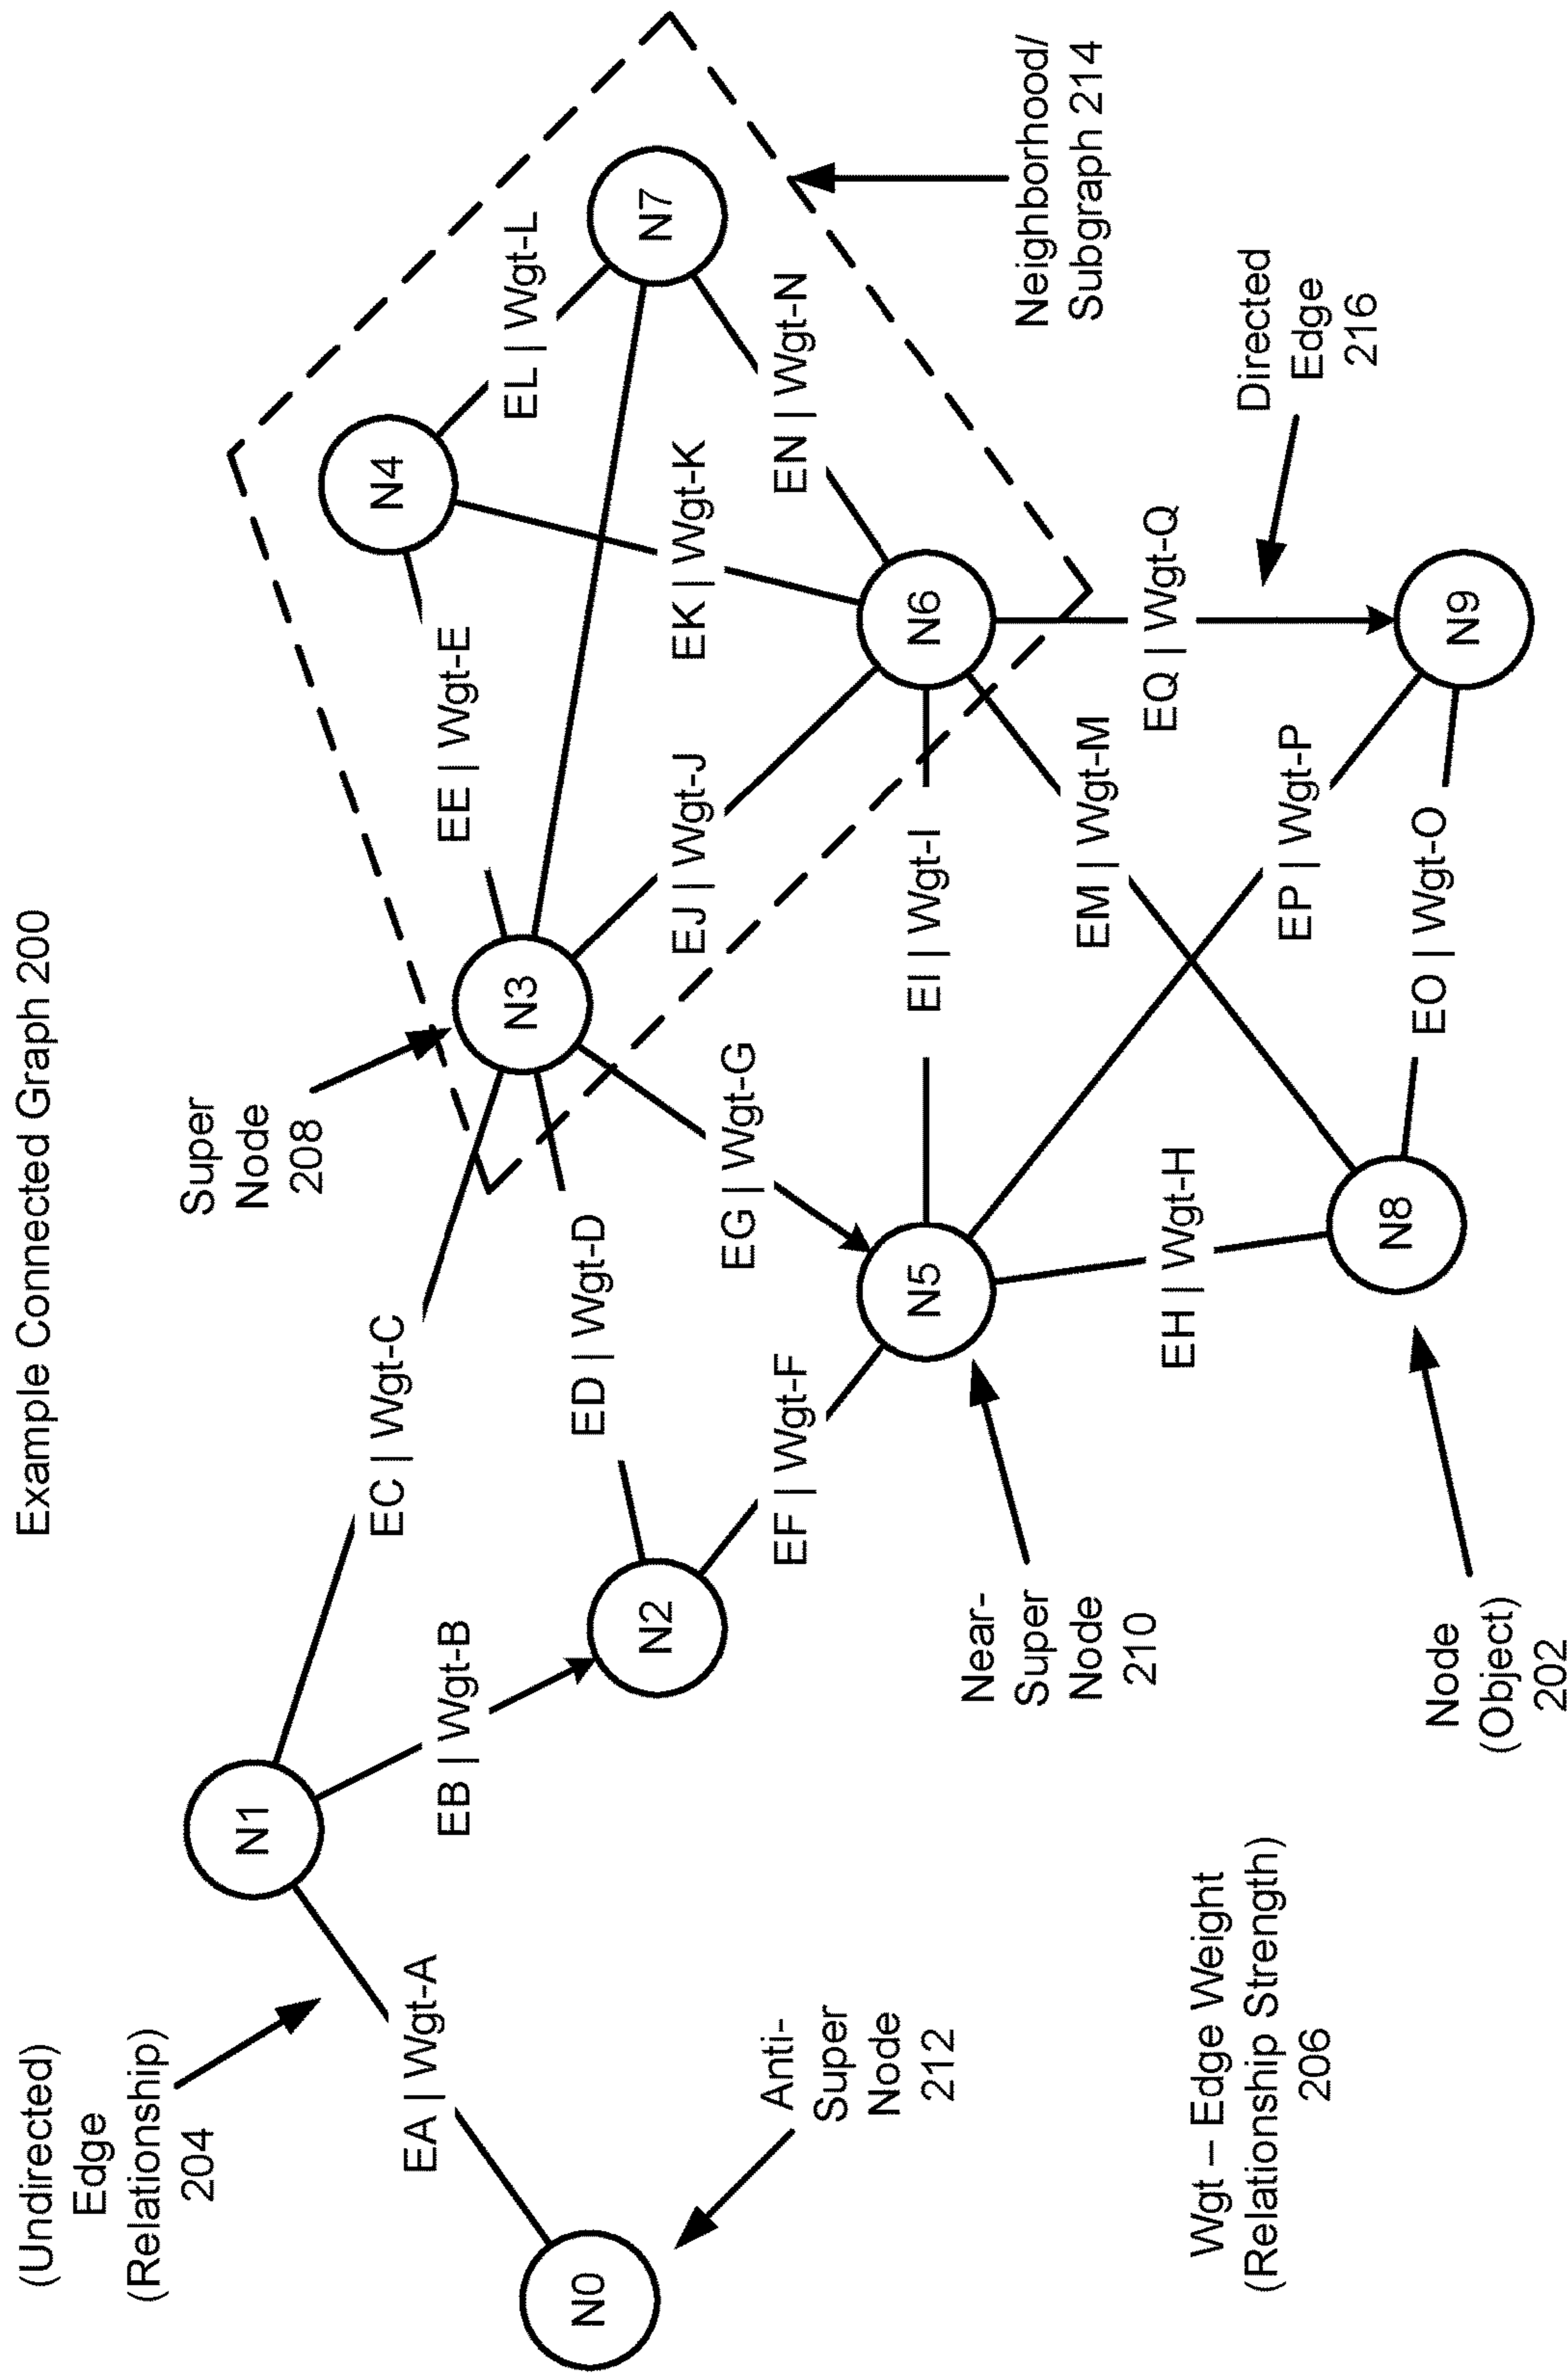 Example Connected Graph 200
(Undirected)
Edge
(Relationship)
204
Super
Node
208
N1
EC | Wgt-C
N4
EE | Wgt-E
EL | Wgt-L
EA | Wgt-A
EB | Wgt-B
N3
N0
ED | Wgt-D
N2
EJ | Wgt-J
EK | Wgt-K
N7
EG | Wgt-G
EF | Wgt-F
EN | Wgt-N
Anti-
Super
Node
212
N5
EI | Wgt-I
N6
Near-
Super
Node
210
Neighborhood/
Subgraph 214
EM | Wgt-M
EH | Wgt-H
EQ | Wgt-Q
Wgt – Edge Weight
(Relationship Strength)
206
EP | Wgt-P
Directed
Edge
216
N8
EO | Wgt-O
N9
Node
(Object)
202